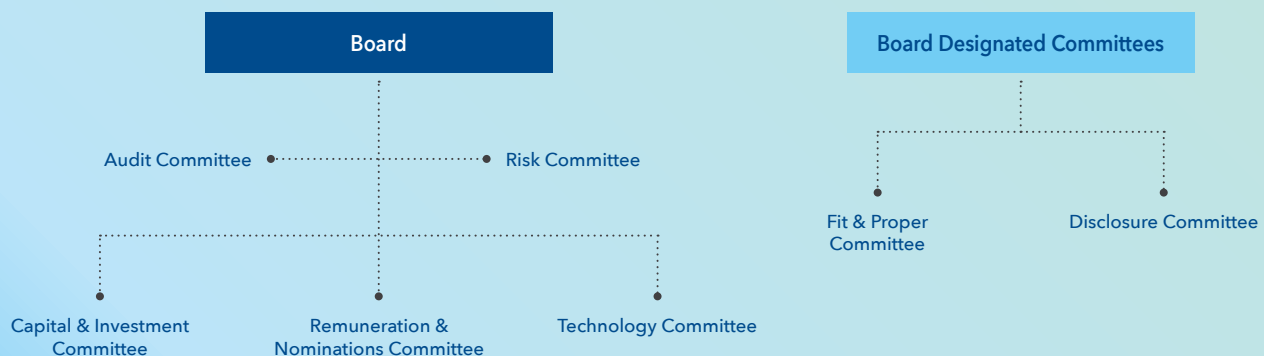 Board
Board Designated Committees
Audit Committee
Risk Committee
Fit & Proper
Committee
Disclosure Committee
Capital & Investment
Committee
Remuneration &
Nominations Committee
Technology Committee